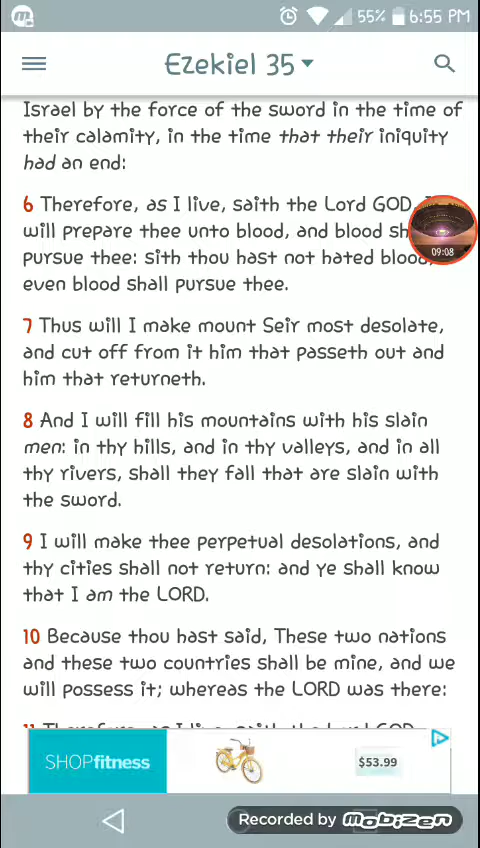 55% 6:55 PM
Ezekiel 35
Israel by the force of the sword in the time of
their calamity, in the time that their iniquity
had an end:
6 Therefore, as I live, saith the Lord GOD,
will prepare thee unto blood, and blood
pursue thee: sith thou hast not hated blood,
even blood shall pursue thee.
09:08
7 Thus will I make mount Seir most desolate,
and cut off from it him that passeth out and
him that returneth.
8 And I will fill his mountains with his slain
men: in thy hills, and in thy valleys, and in all
thy rivers, shall they fall that are slain with
the sword.
9 I will make thee perpetual desolations, and
thy cities shall not return: and ye shall know
that I am the LORD.
10 Because thou hast said, These two nations
and these two countries shall be mine, and we
will possess it; whereas the LORD was there:
11 Therefore, as I live, saith the Lord GOD,
SHOPfitness
$53.99
Recorded by mobizen